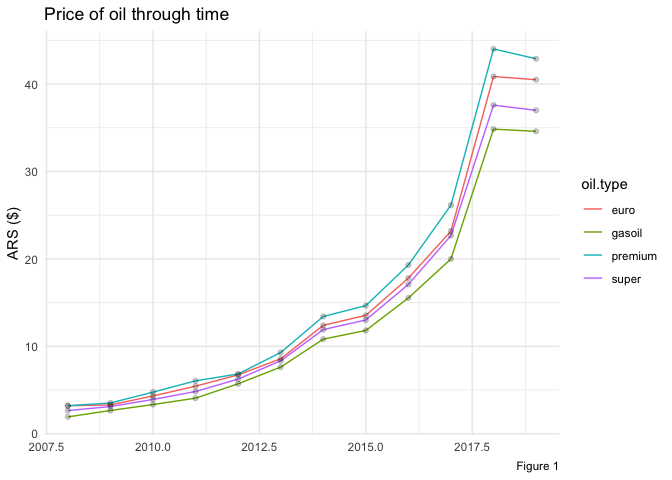 Price of oil through time
ARS ($)
40
30
20
10
0
2007.5 2010.0 2012.5 2015.0 2017.5
oil.type
euro
gasoil
premium
super
Figure 1